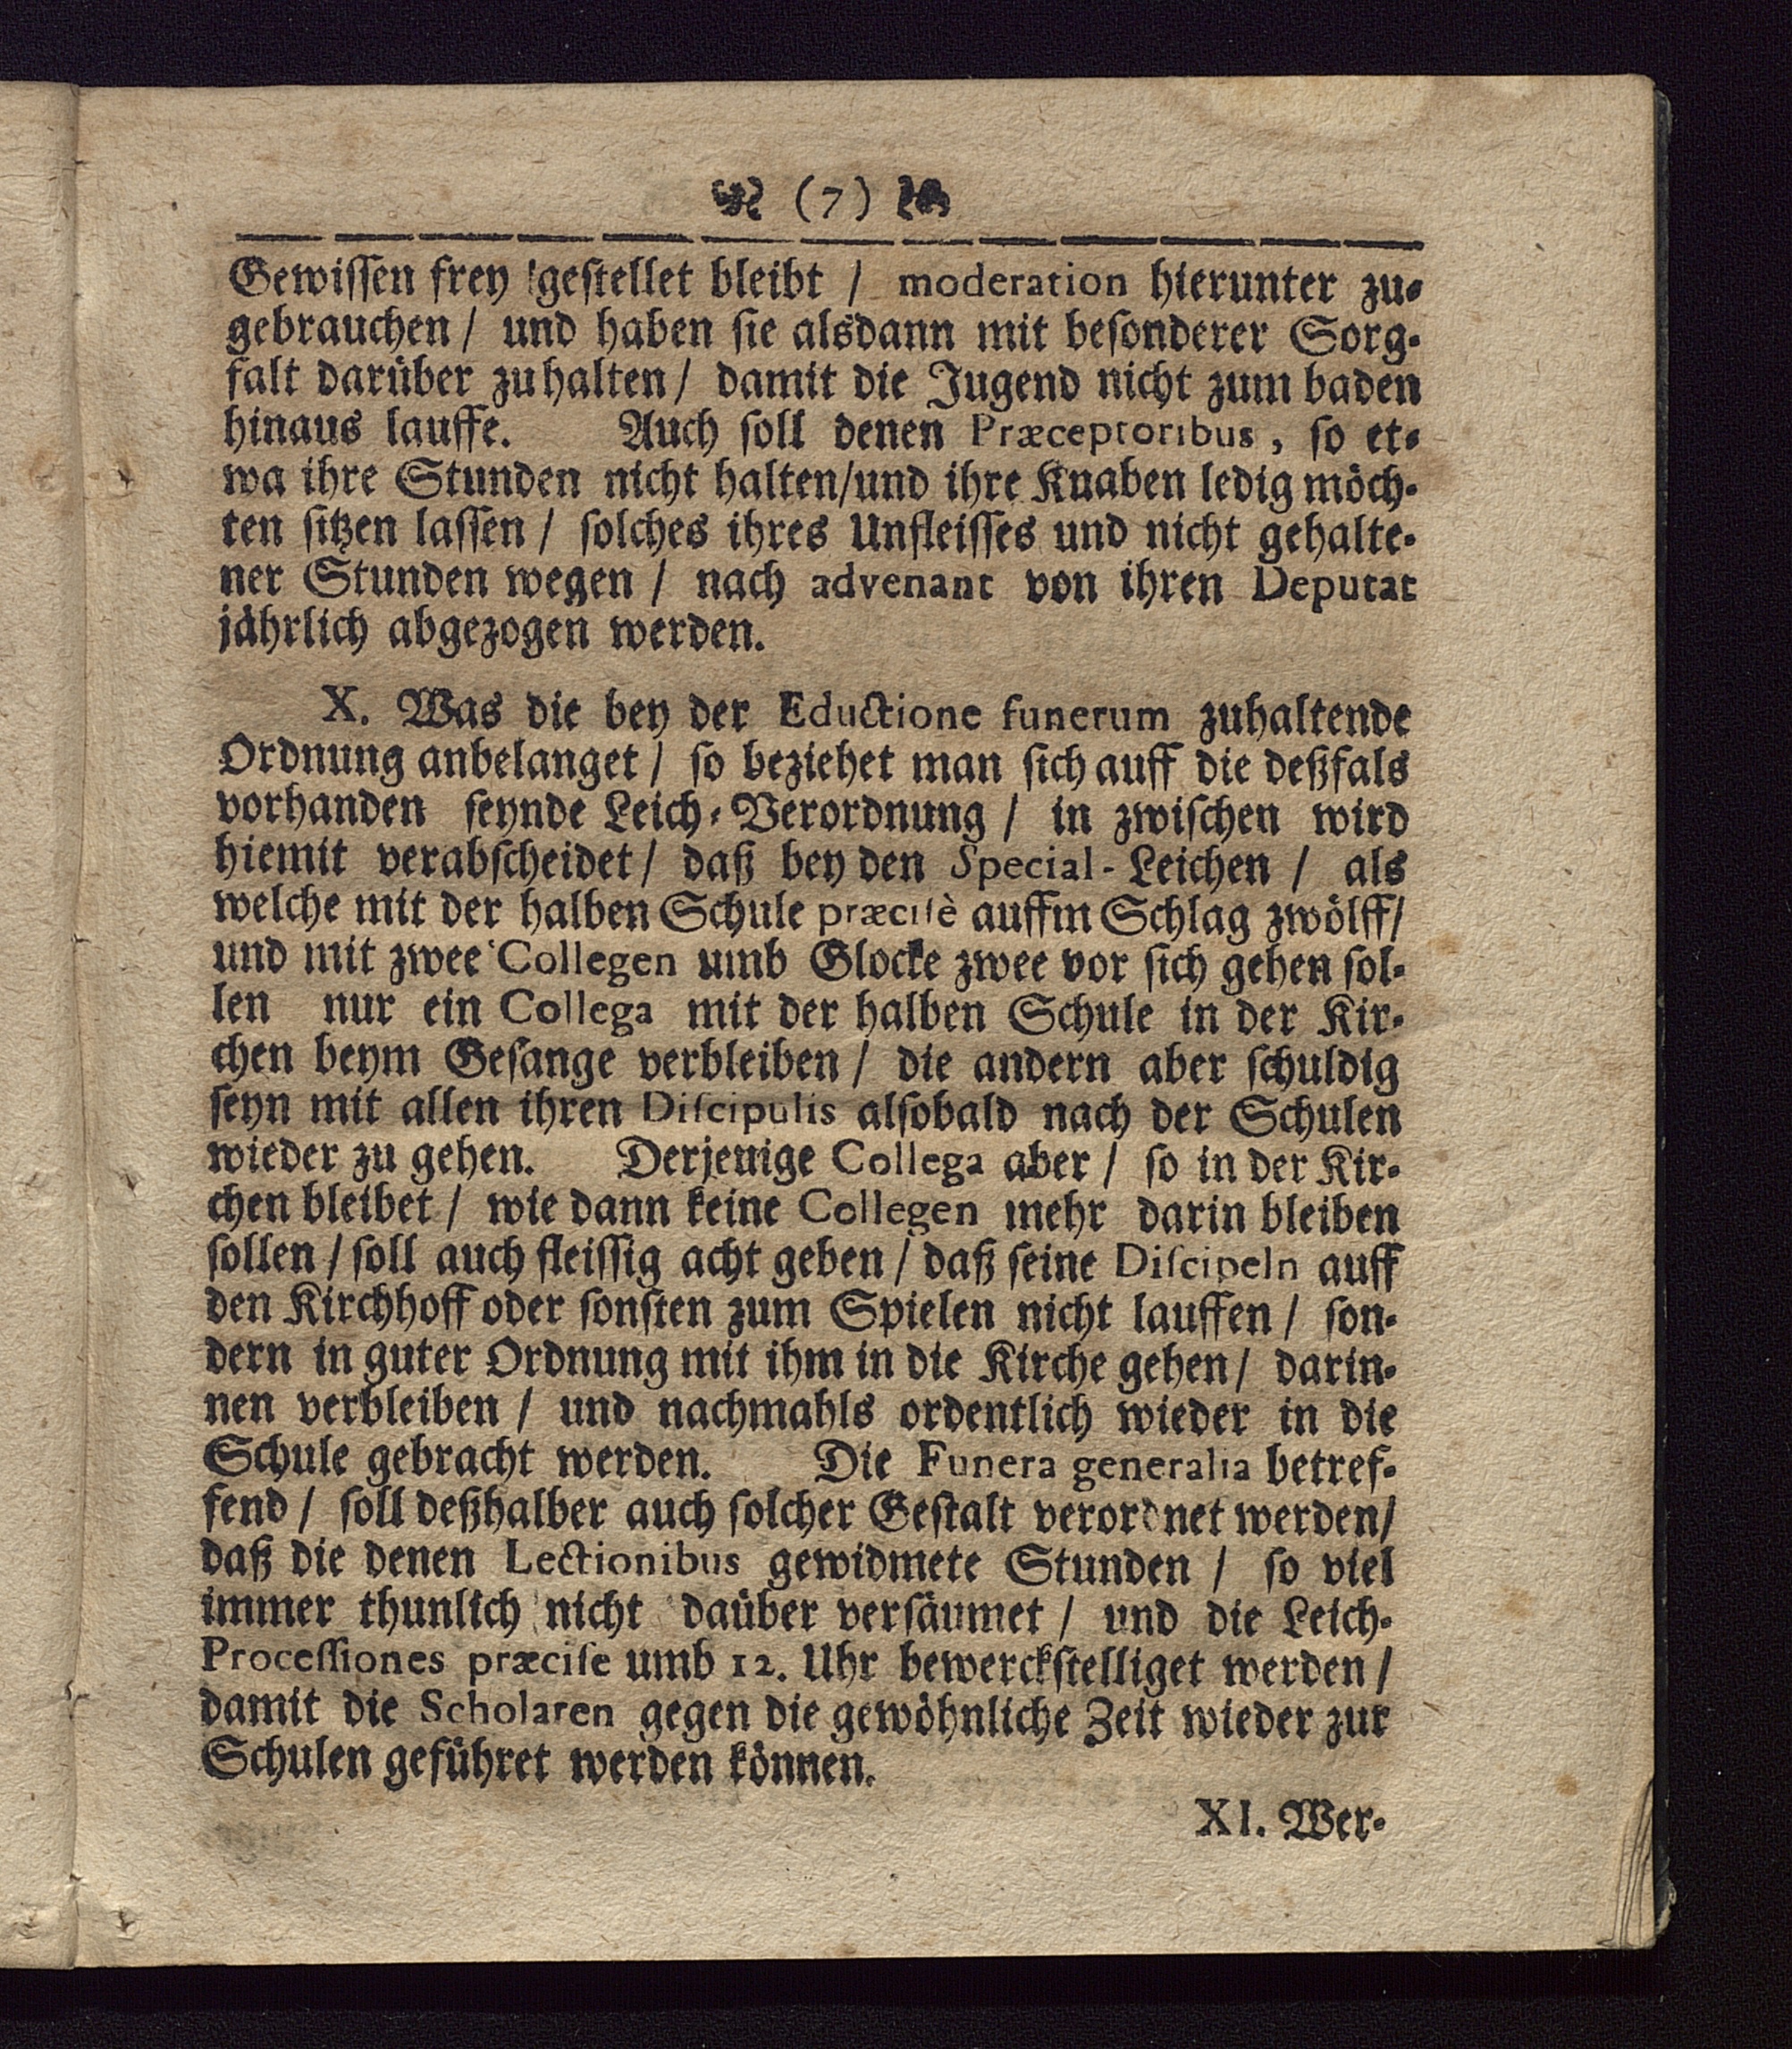 (7)
Gewissen frey gestellet bleibt / moderation hierunter zu-
gebrauchen / und haben sie alsdann mit besonderer Sorg-
falt darüber zu halten / damit die Jugend nicht zum baden
hinaus lauffe. Auch soll denen Præceptoribus, so et-
wa ihre Stunden nicht halten/und ihre Knaben ledig möch-
ten sitzen lassen / solches ihres Unfleisses und nicht gehalte-
ner Stunden wegen / nach advenant von ihren Deputat
jährlich abgezogen werden.
X. Was die bey der Eductione funerum zuhaltende
Ordnung anbelanget / so beziehet man sich auff die deßfals
vorhanden seynde Leich-Verordnung / in zwischen wird
hiemit verabscheidet / daß bey den Special-Leichen / als
welche mit der halben Schule præcisè auffm Schlag zwölff/
und mit zwee Collegen umb Glocke zwee vor sich gehen sol-
len nur ein Collega mit der halben Schule in der Kir-
chen beym Gesange verbleiben / die andern aber schuldig
seyn mit allen ihren Discipulis alsobald nach der Schulen
wieder zu gehen. Derjenige Collega aber / so in der Kir-
chen bleibet / wie dann keine Collegen mehr darin bleiben
sollen / soll auch fleissig acht geben / daß seine Discipeln auff
den Kirchhoff oder sonsten zum Spielen nicht lauffen / son-
dern in guter Ordnung mit ihm in die Kirche gehen / darin-
nen verbleiben / und nachmahls ordentlich wieder in die
Schule gebracht werden. Die Funera generalia betref-
fend / soll deßhalber auch solcher Gestalt verordnet werden/
daß die denen Lectionibus gewidmete Stunden / so viel
immer thunlich nicht daüber versäumet / und die Leich-
Processiones præcise umb 12. Uhr bewerckstelliget werden /
damit die Scholaren gegen die gewöhnliche Zeit wieder zur
Schulen geführet werden können.
XI. Wer-